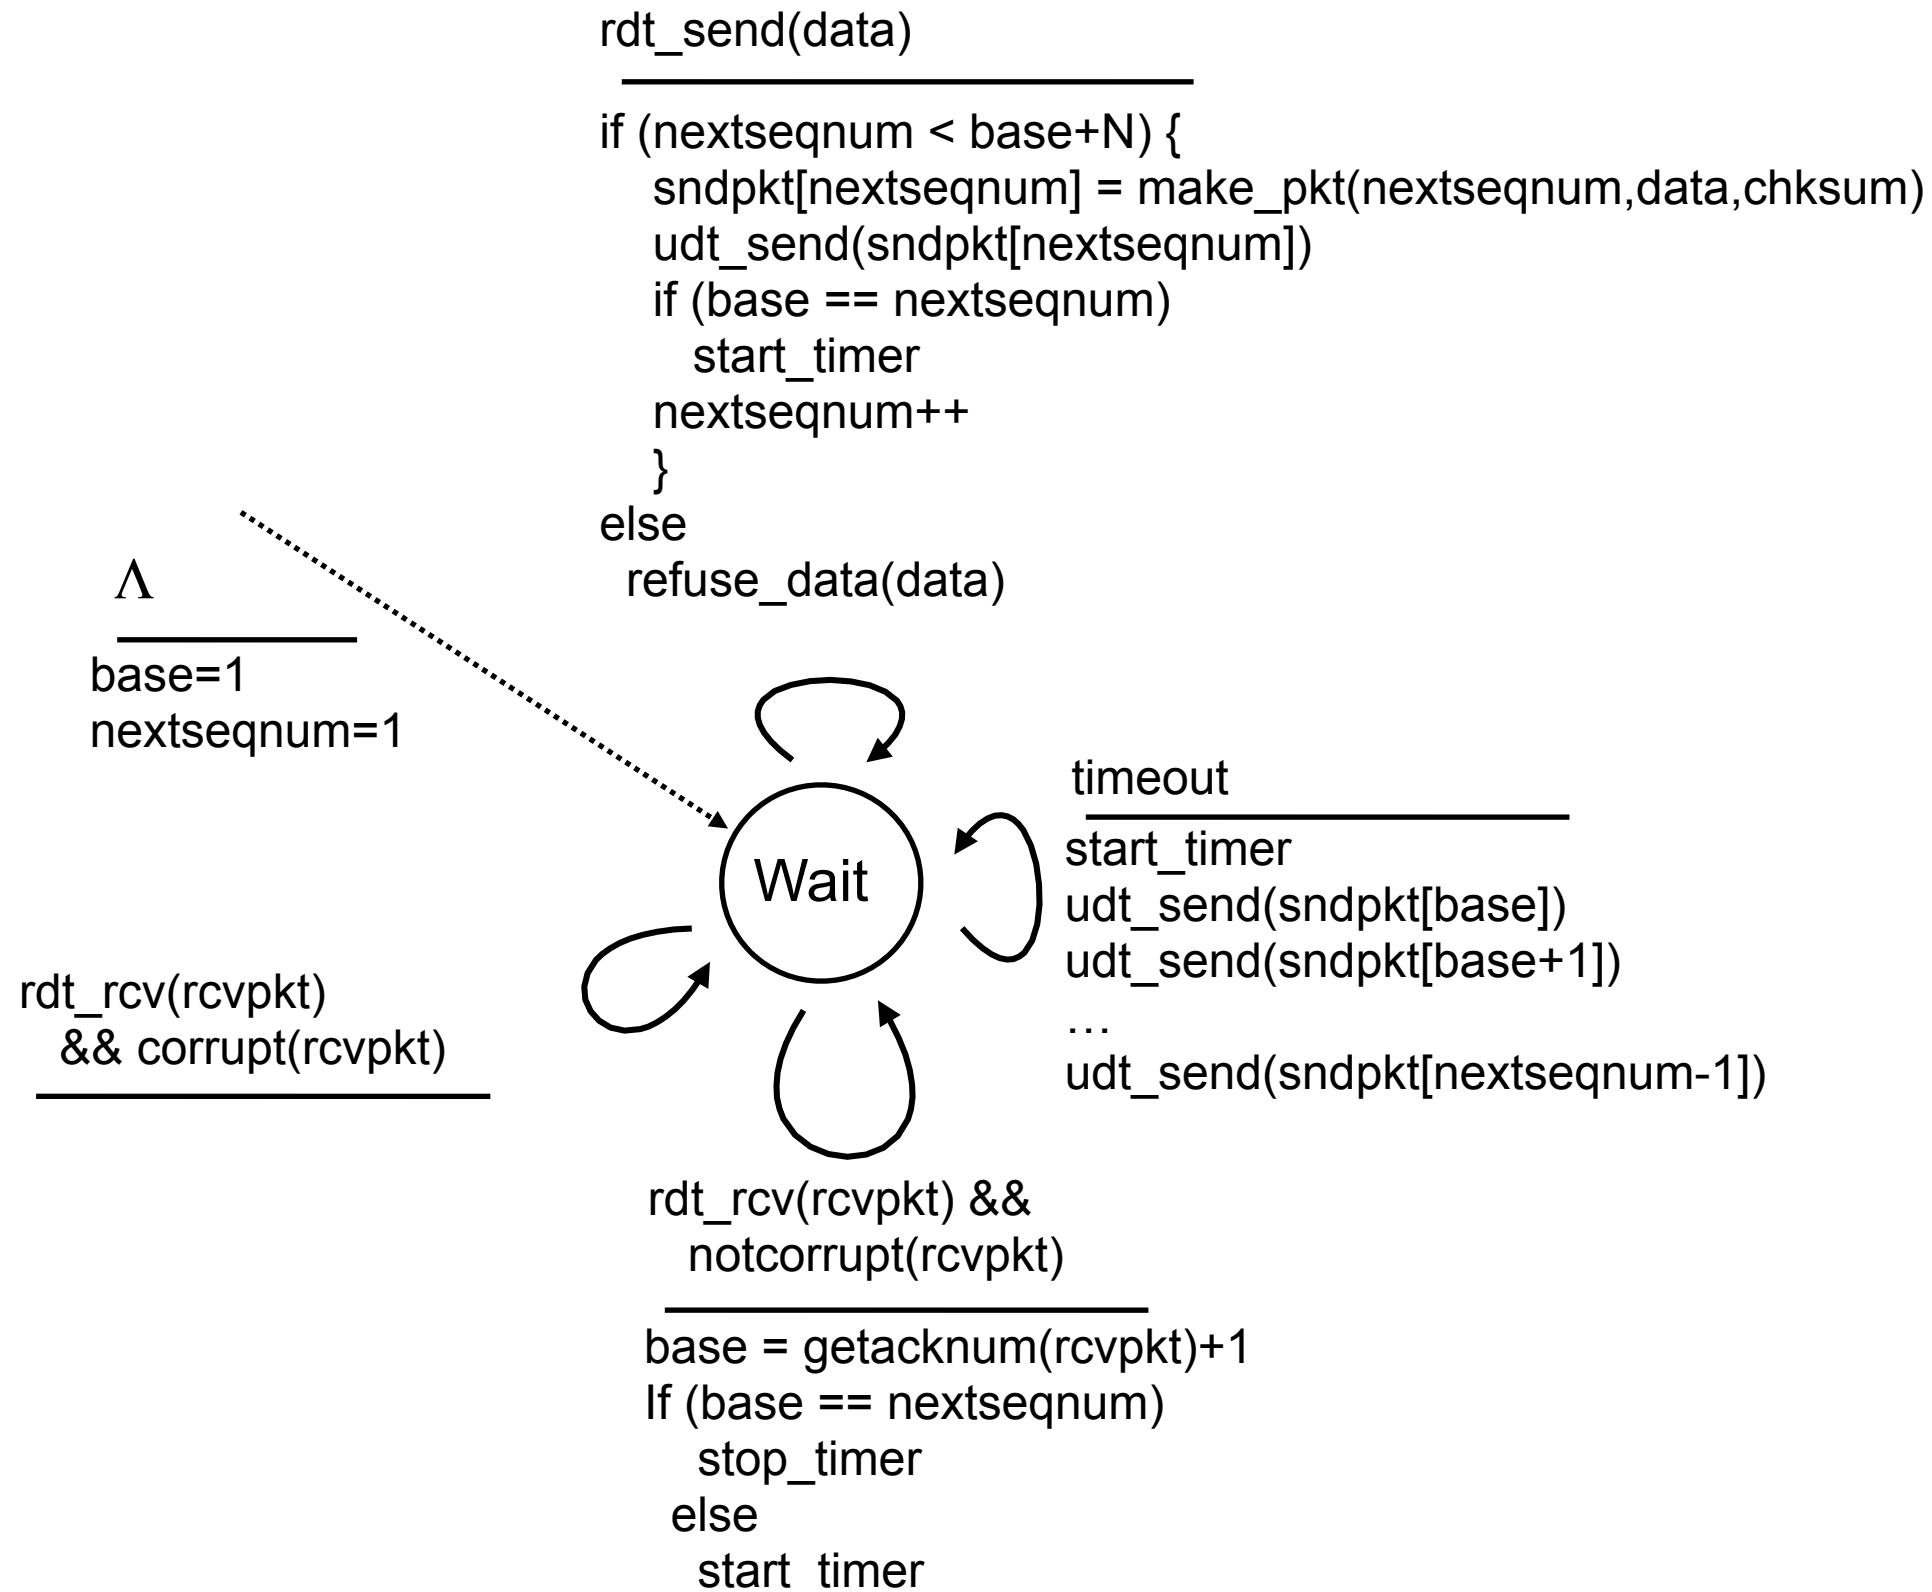 rdt_send(data)
if (nextseqnum < base+N) {
sndpkt[nextseqnum] = make_pkt(nextseqnum,data,chksum)
udt_send(sndpkt[nextseqnum])
if (base == nextseqnum)
start_timer
nextseqnum++
}
else
refuse_data(data)
Λ
base=1
nextseqnum=1
Wait
timeout
start_timer
udt_send(sndpkt[base])
udt_send(sndpkt[base+1])
…
udt_send(sndpkt[nextseqnum-1])
rdt_rcv(rcvpkt)
&& corrupt(rcvpkt)
rdt_rcv(rcvpkt) &&
notcorrupt(rcvpkt)
base = getacknum(rcvpkt)+1
If (base == nextseqnum)
stop_timer
else
start_timer